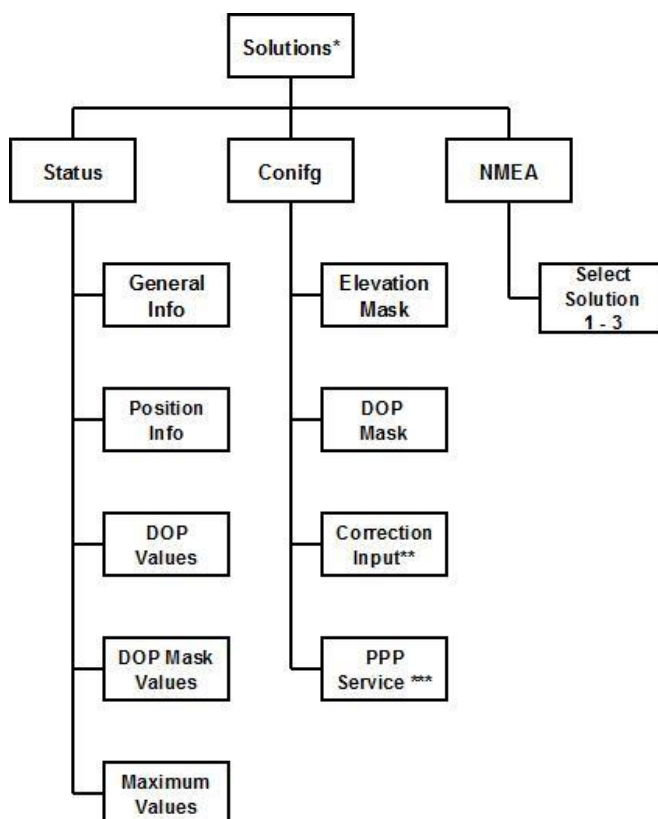 Solutions*
Status
Conifg
NMEA
General
Info
Position
Info
DOP
Values
DOP Mask
Values
Maximum
Values
Elevation
Mask
DOP
Mask
Correction
Input**
PPP
Service ***
Select
Solution
1 - 3